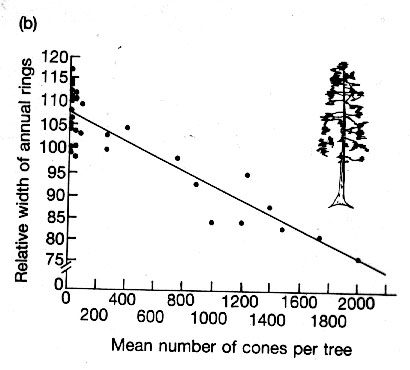 (b)
Relative width of annual rings
120
115
110
105
100
95
90
85
80
75
0
0 400 800 1200 1600 2000
200 600 1000 1400 1800
Mean number of cones per tree